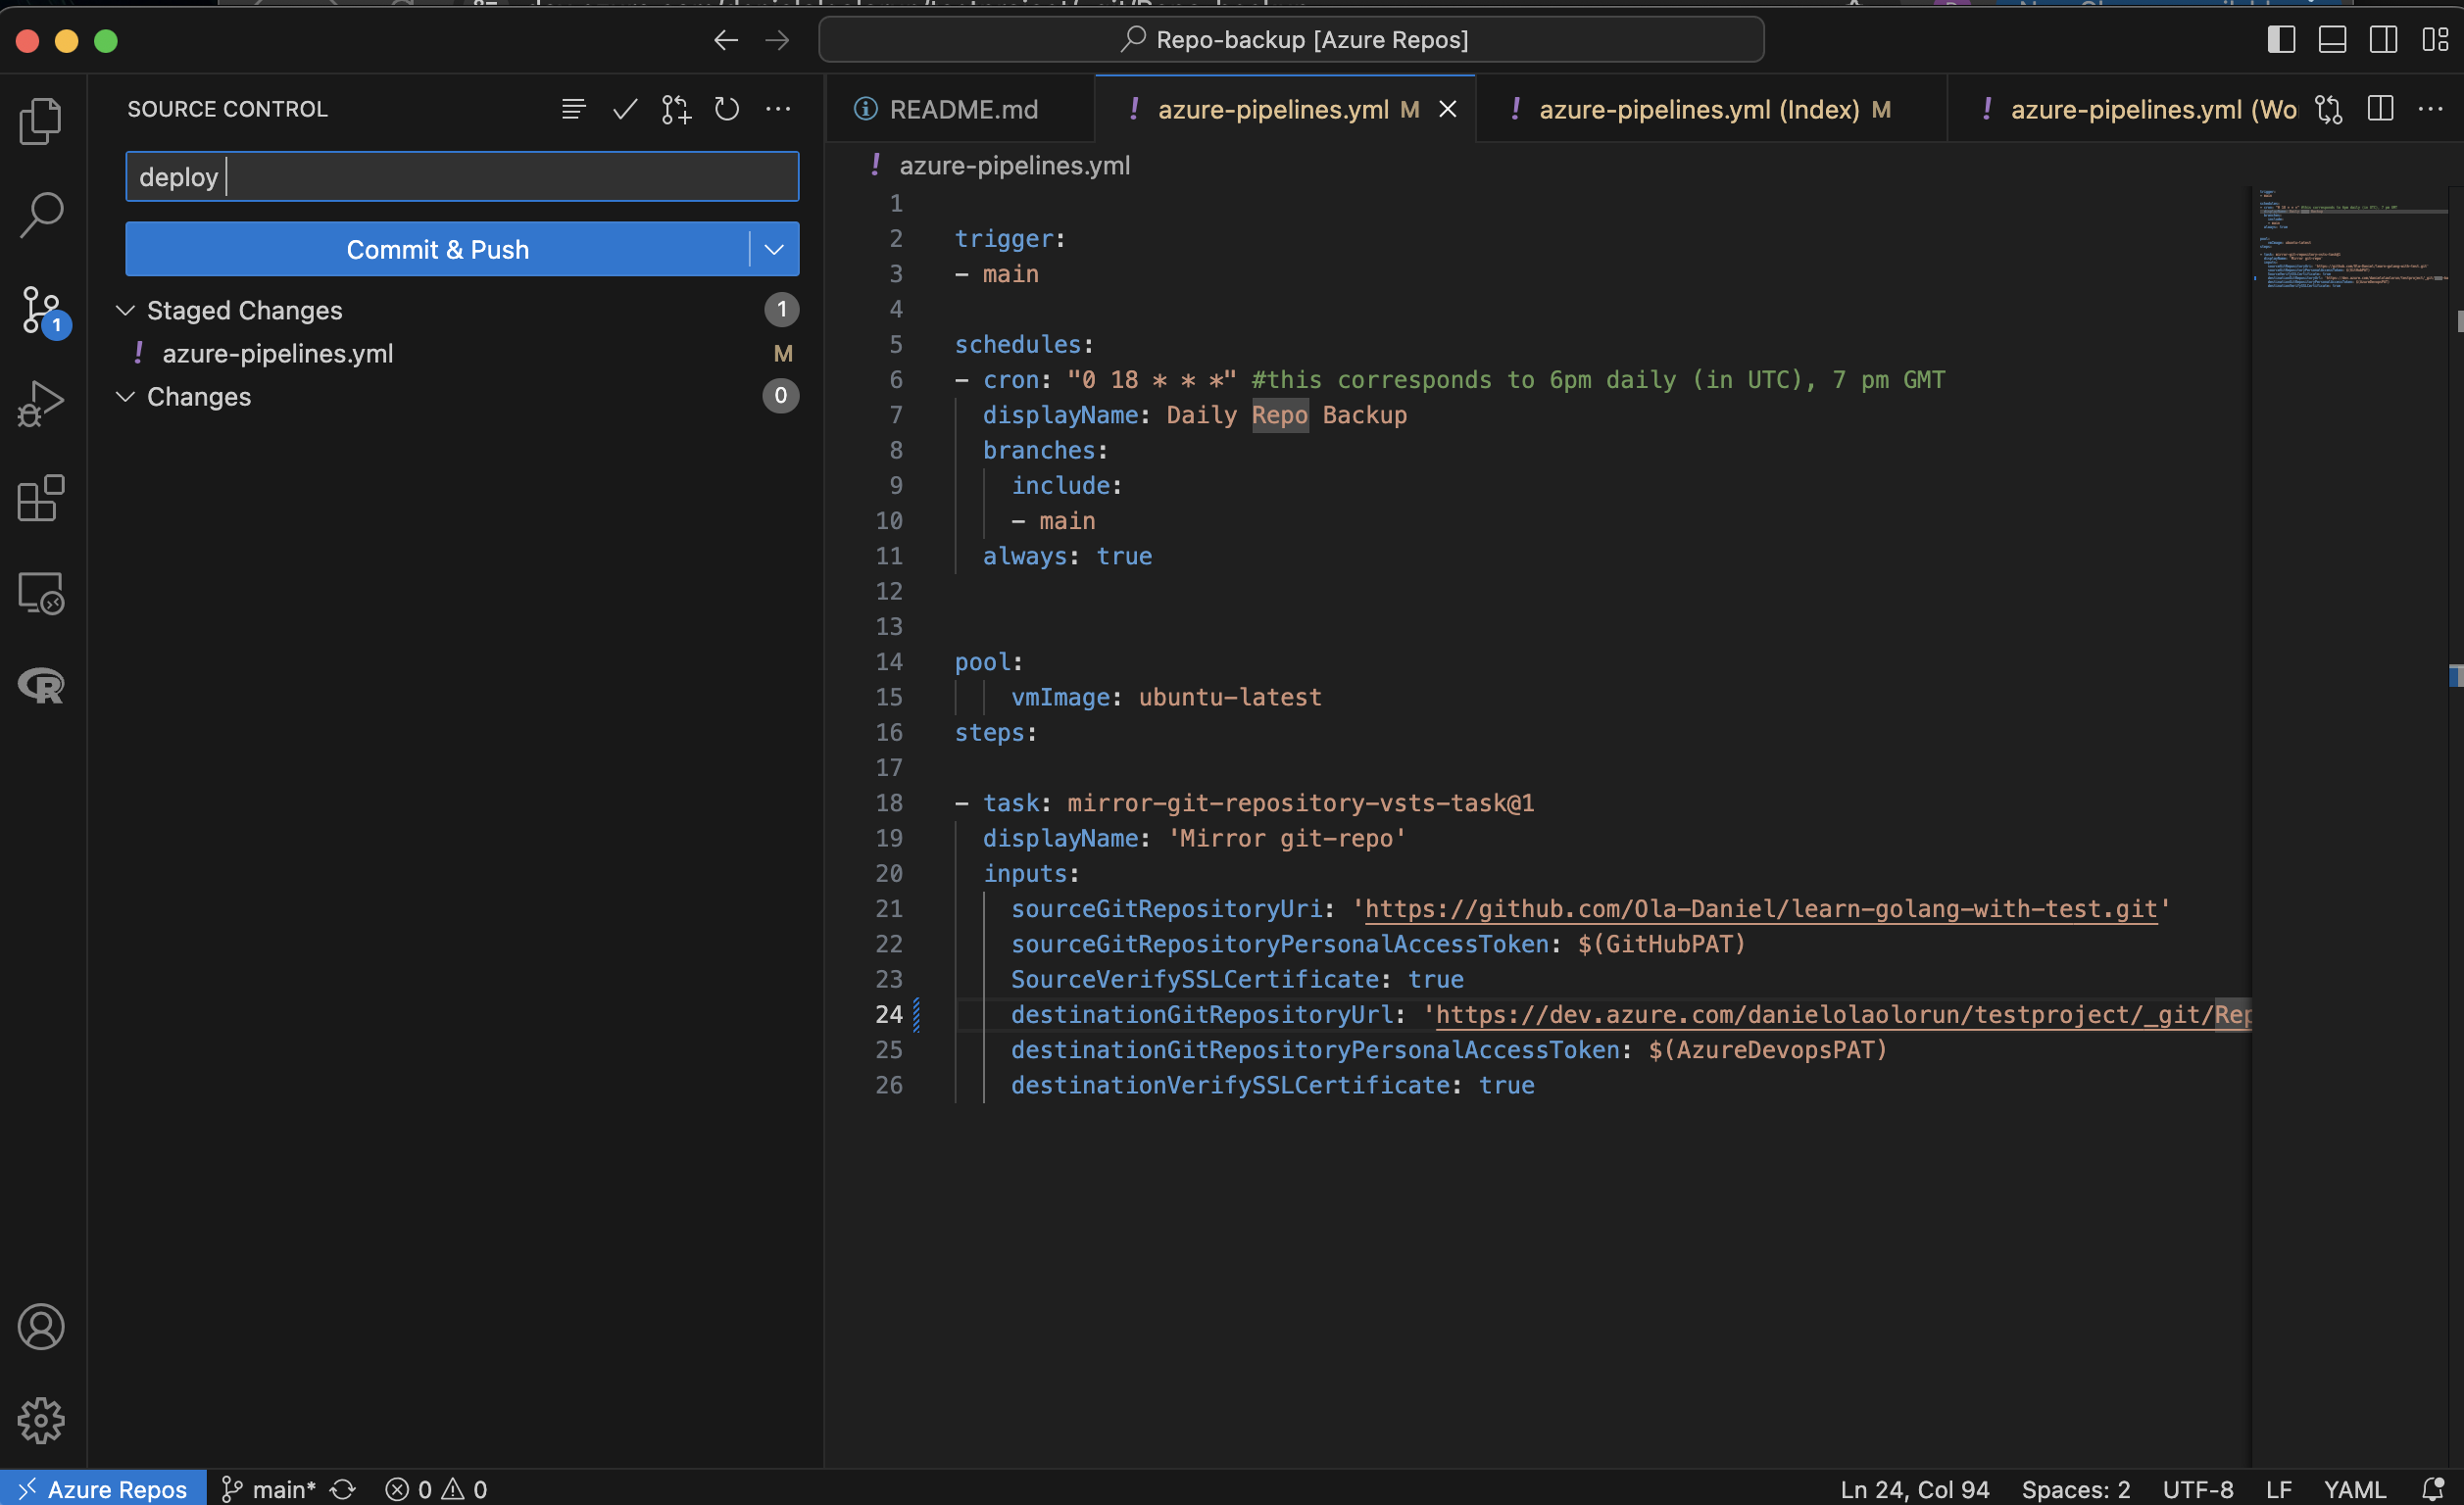 Repo-backup [Azure Repos]
SOURCE CONTROL
deploy
Commit & Push
Staged Changes 1
! azure-pipelines.yml M
Changes 0
1
README.md
! azure-pipelines.yml M
! azure-pipelines.yml (Index) M
! azure-pipelines.yml (Wo
! azure-pipelines.yml
1
2 trigger:
3 - main
4
5 schedules:
6 - cron: "0 18 * * *" #this corresponds to 6pm daily (in UTC), 7 pm GMT
7 displayName: Daily Repo Backup
8 branches:
9 include:
10 - main
11 always: true
12
13
14 pool:
15 vmImage: ubuntu-latest
16 steps:
17
18 - task: mirror-git-repository-vsts-task@1
19 displayName: 'Mirror git-repo'
20 inputs:
21 sourceGitRepositoryUri: 'https://github.com/Ola-Daniel/learn-golang-with-test.git'
22 sourceGitRepositoryPersonalAccessToken: $(GitHubPAT)
23 SourceVerifySSLCertificate: true
24 destinationGitRepositoryUrl: 'https://dev.azure.com/danielolaolorun/testproject/_git/Rep
25 destinationGitRepositoryPersonalAccessToken: $(AzureDevopsPAT)
26 destinationVerifySSLCertificate: true
Azure Repos main* 0 0
Ln 24, Col 94 Spaces: 2 UTF-8 LF YAML